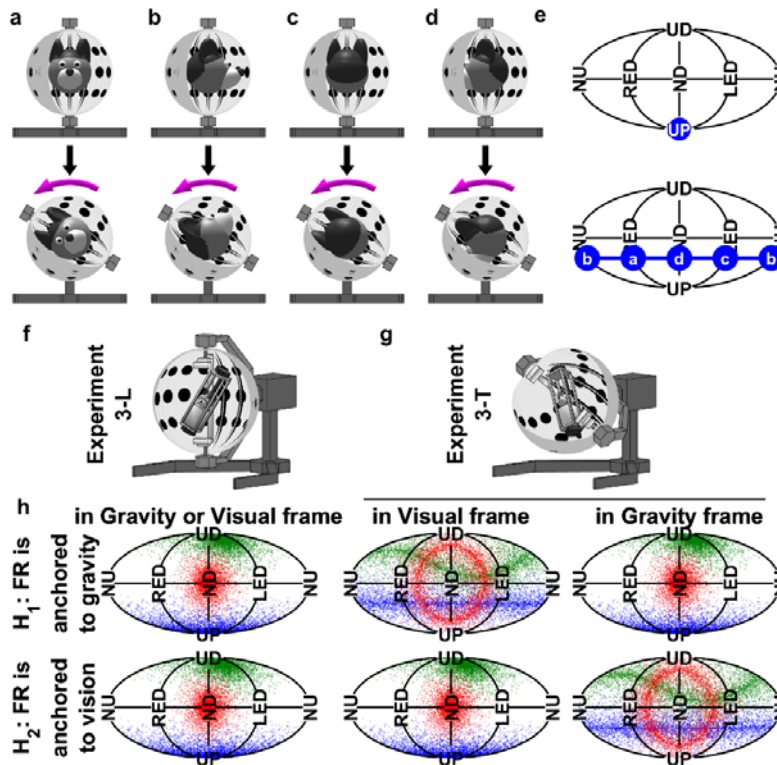 a b c d e
UD
NU RED ND LED NU
UP
UD
NU RED ND LED NU
b a d c b
UP
f g
Experiment
3-L
Experiment
3-T
h
in Gravity or Visual frame in Visual frame in Gravity frame
H1: FR is
anchored
to gravity
UD UD UD
NU RED ND LED NU RED ND LED NU RED ND LED NU
UP UP UP
H2: FR is
anchored
to vision
UD UD UD
NU RED ND LED NU RED ND LED NU RED ND LED NU
UP UP UP